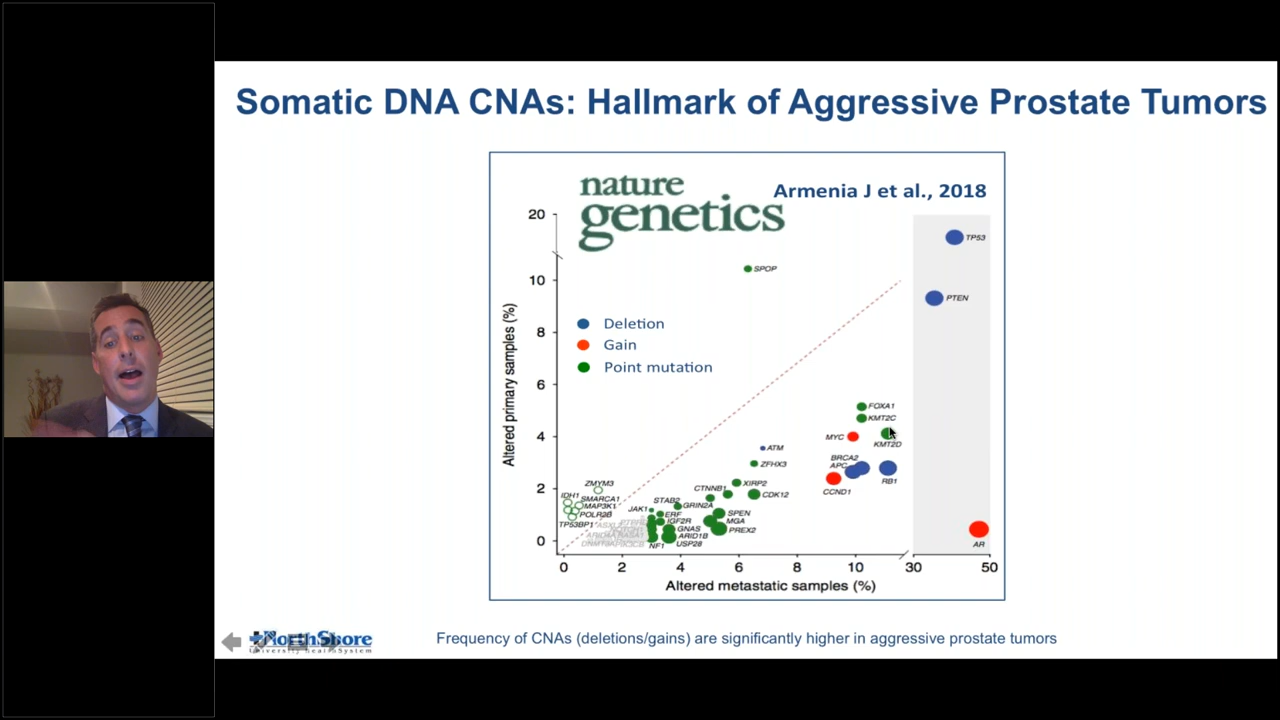 Somatic DNA CNAs: Hallmark of Aggressive Prostate Tumors
nature
genetics
Armenia J et al., 2018
20
10
8
6
4
2
0
Altered primary samples (%)
Deletion
Gain
Point mutation
TP53
SPOP
PTEN
FOXA1
KMT2C
MYC
KMT2D
ATM
BRCA2
ZFHX3
APC
RB1
CCND1
ZMYM3
CTNNB1
XIRP2
IDH1
SMARCA1
STAB2
CDK12
MAP3K1
JAK1
GRIN2A
POLR2B
ERF
SPEN
TP53BP1
IGF2R
MGA
GNAS
PREX2
ARID1B
NF1
USP28
AR
0 2 4 6 8 10 30 50
Altered metastatic samples (%)
NorthShore
University HealthSystem
Frequency of CNAs (deletions/gains) are significantly higher in aggressive prostate tumors